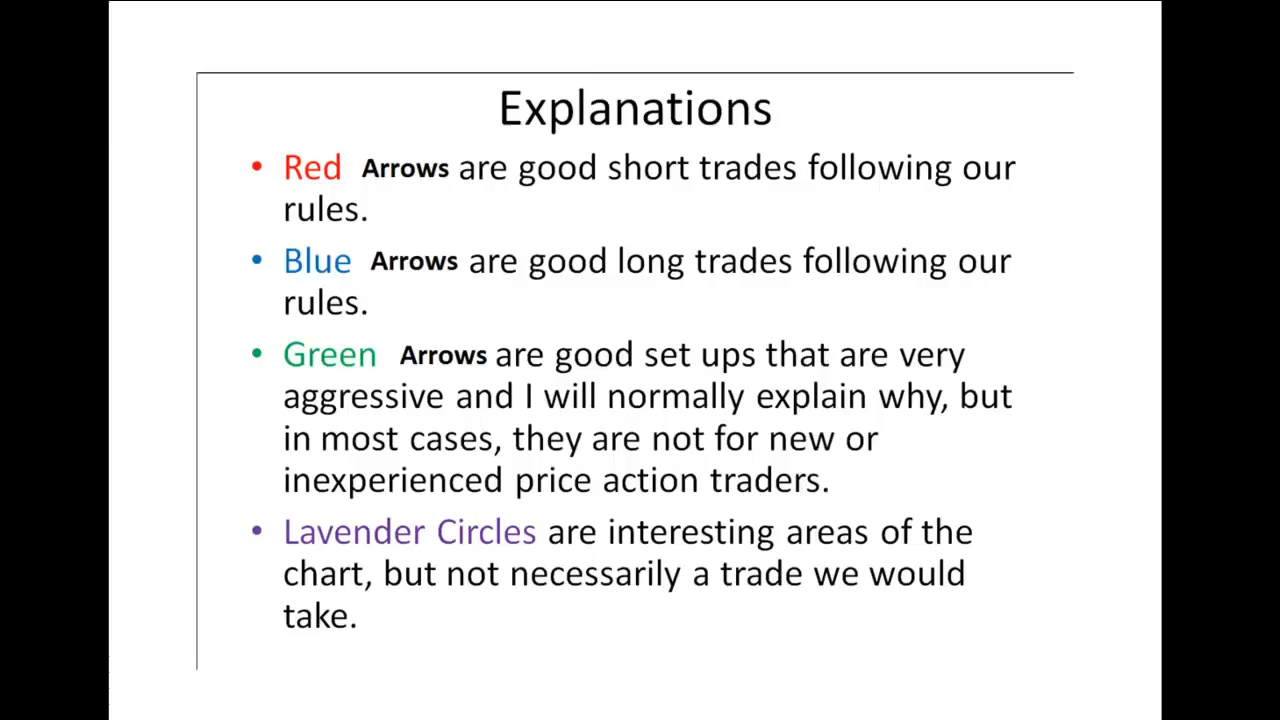 Explanations
• Red Arrows are good short trades following our
rules.
• Blue Arrows are good long trades following our
rules.
• Green Arrows are good set ups that are very
aggressive and I will normally explain why, but
in most cases, they are not for new or
inexperienced price action traders.
• Lavender Circles are interesting areas of the
chart, but not necessarily a trade we would
take.